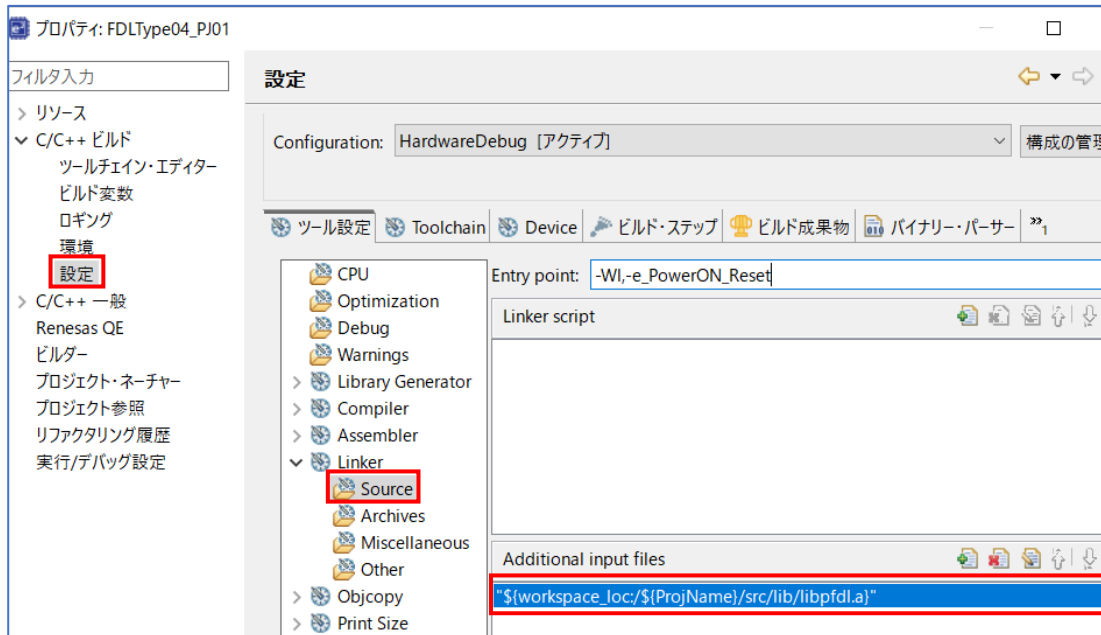 プロパティ: FDLType04_PJ01
フィルタ入力
設定
リソース
C/C++ ビルド
ツールチェイン・エディター
ビルド変数
ロギング
環境
設定
C/C++ 一般
Renesas QE
ビルダー
プロジェクト・ネーチャー
プロジェクト参照
リファクタリング履歴
実行/デバッグ設定
Configuration: HardwareDebug [アクティブ]
構成の管理
ツール設定 Toolchain Device ビルド・ステップ ビルド成果物 バイナリー・パーサー »1
CPU
Optimization
Debug
Warnings
Library Generator
Compiler
Assembler
Linker
Source
Archives
Miscellaneous
Other
Objcopy
Print Size
Entry point: -Wl,-e_PowerON_Reset
Linker script
Additional input files
"${workspace_loc:/${ProjName}/src/lib/libpfdl.a}"